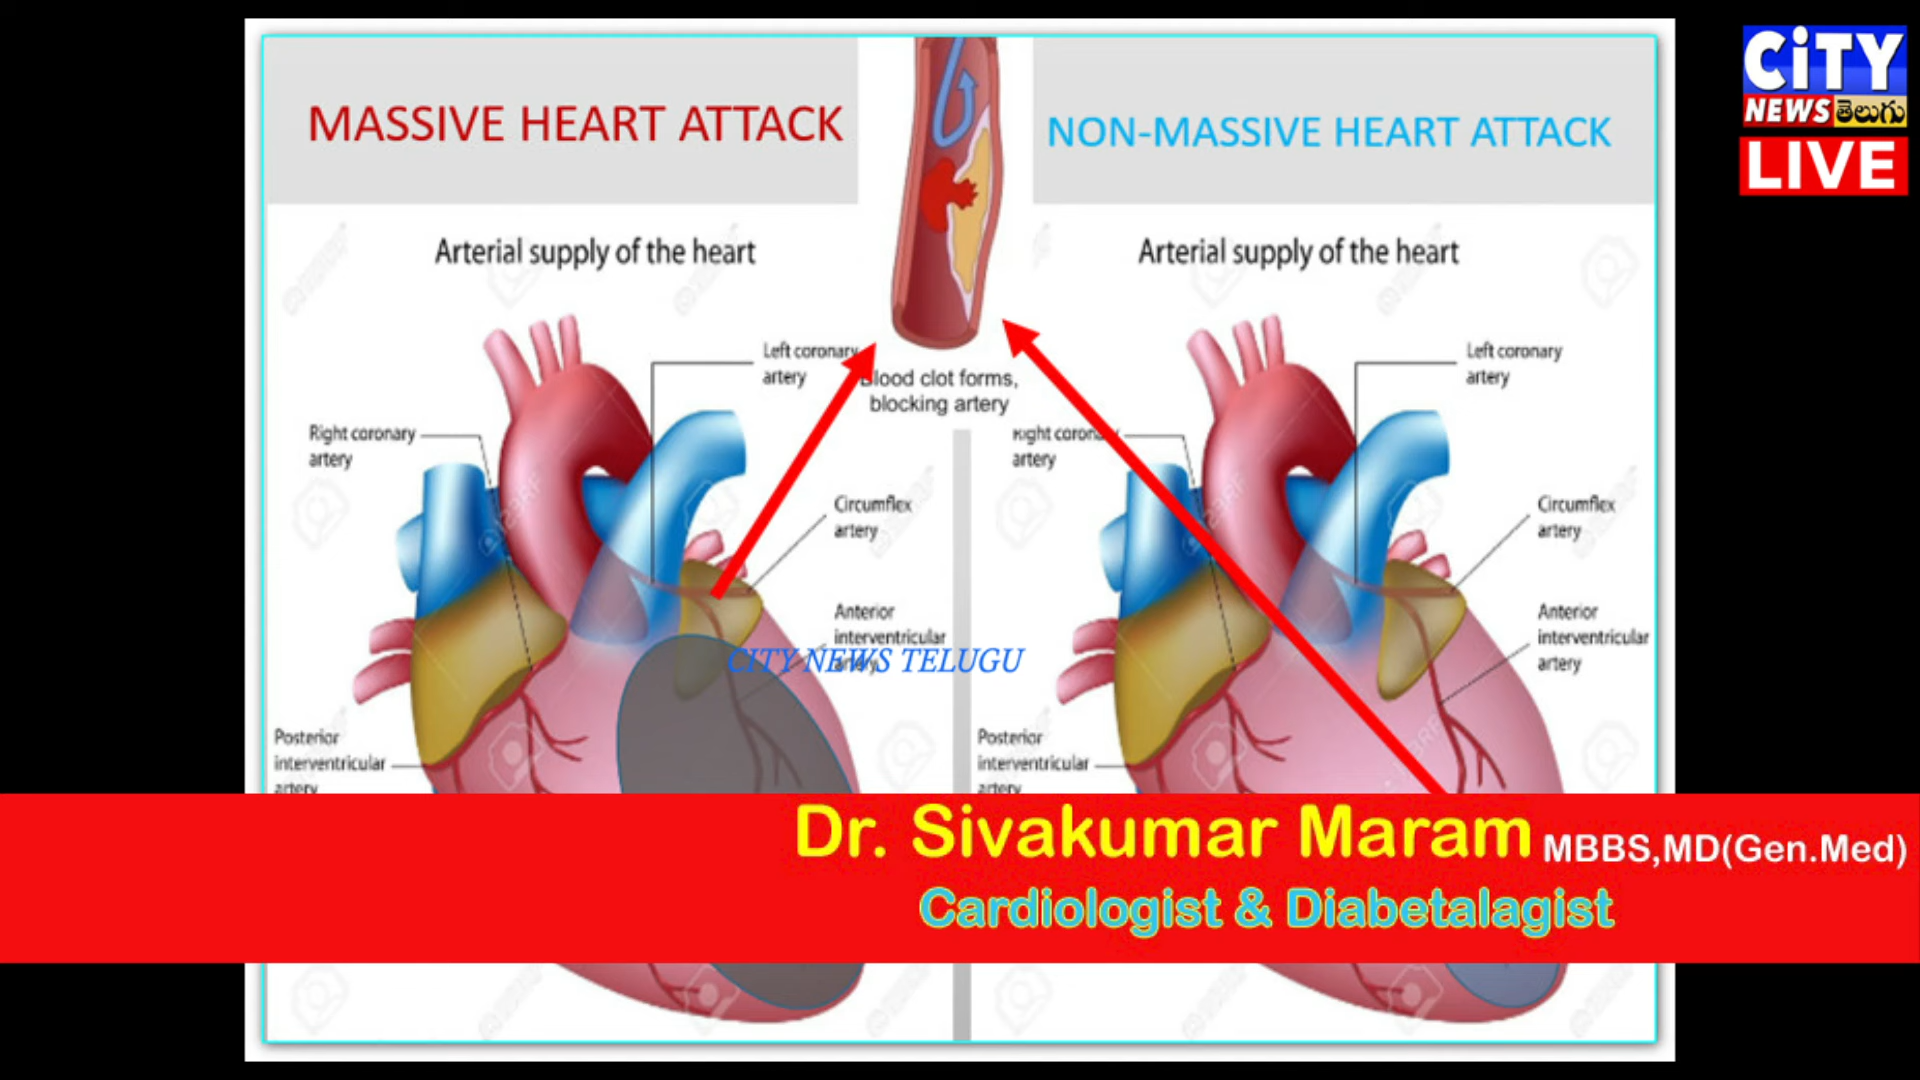 MASSIVE HEART ATTACK
NON-MASSIVE HEART ATTACK
CiTY
NEWS తెలుగు
LIVE
Arterial supply of the heart
Left coronary
artery
Right coronary
artery
Circumflex
artery
Anterior
interventricular
artery
Posterior
interventricular
artery
Blood clot forms,
blocking artery
Arterial supply of the heart
Left coronary
artery
Right coronary
artery
Circumflex
artery
Anterior
interventricular
artery
Posterior
interventricular
artery
CITY NEWS TELUGU
Dr. Sivakumar Maram MBBS,MD(Gen.Med)
Cardiologist & Diabetalagist